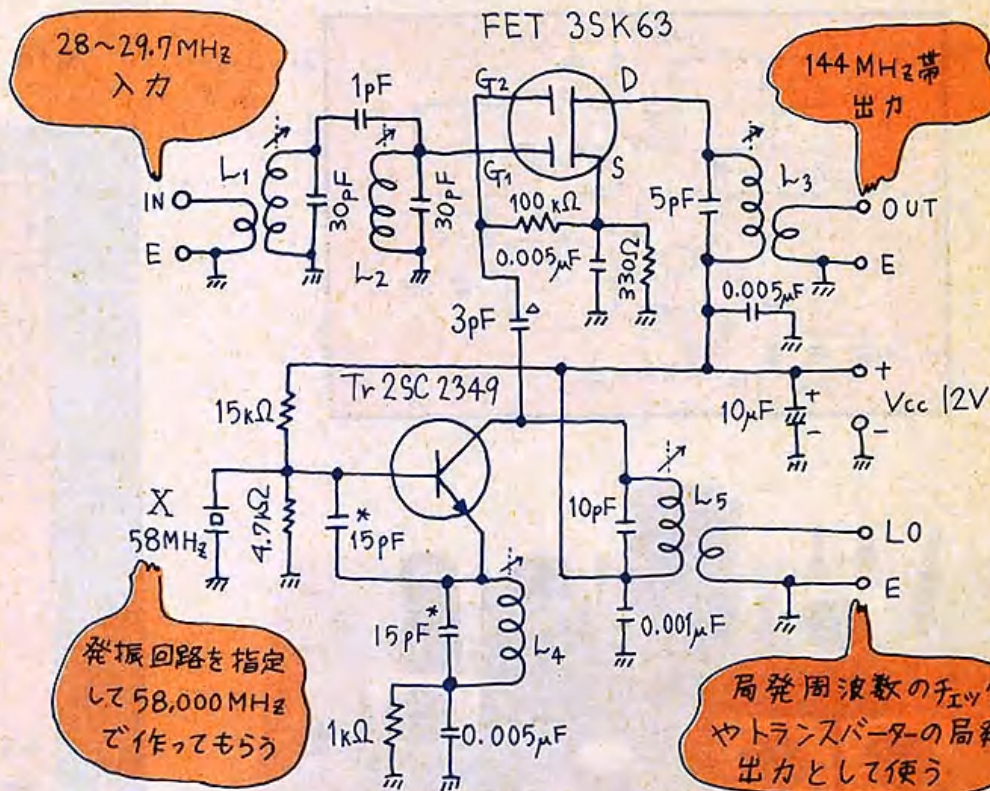 FET 3SK63
28~29.7MHz
入力
144MHz帯
出力
1pF
G2
D
G1
S
L1
30pF
L2
30pF
100kΩ
0.005μF
330Ω
5pF
L3
IN
E
OUT
E
0.005μF
3pF
Tr 2SC2349
15kΩ
10μF
+
-
+
Vcc 12V
-
X
58MHz
4.7kΩ
*
15pF
10pF
L5
LO
E
15pF*
L4
0.001μF
1kΩ
0.005μF
発振回路を指定
して58,000MHz
で作ってもらう
局発周波数のチェック
やトランスバーターの局発
出力として使う